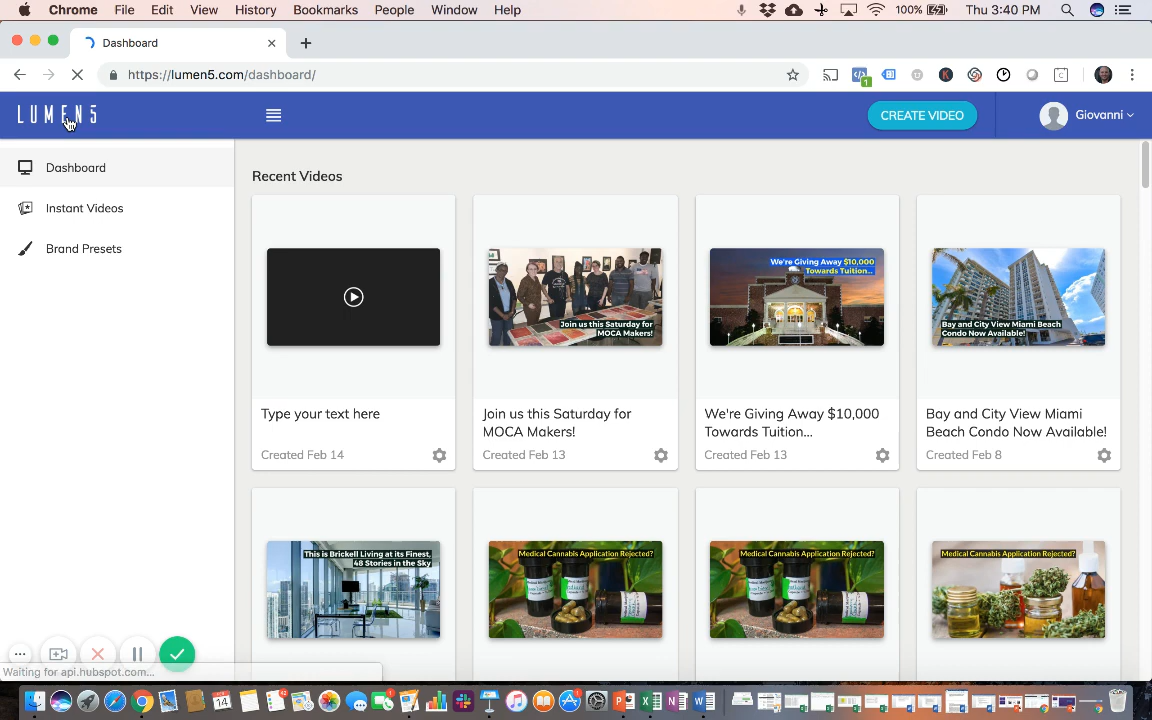 Chrome File Edit View History Bookmarks People Window Help 100% Thu 3:40 PM
Dashboard
https://lumen5.com/dashboard/
1
LUMEN5
CREATE VIDEO
Giovanni
Dashboard
Instant Videos
Brand Presets
Recent Videos
Join us this Saturday for
MOCA Makers!
We're Giving Away $10,000
Towards Tuition...
Bay and City View Miami Beach
Condo Now Available!
Type your text here
Created Feb 14
Join us this Saturday for
MOCA Makers!
Created Feb 13
We're Giving Away $10,000
Towards Tuition...
Created Feb 13
Bay and City View Miami
Beach Condo Now Available!
Created Feb 8
This is Brickell Living at its Finest,
48 Stories in the Sky
Medical Cannabis Application Rejected?
Medical Cannabis Application Rejected?
Medical Cannabis Application Rejected?
Waiting for api.hubspot.com...